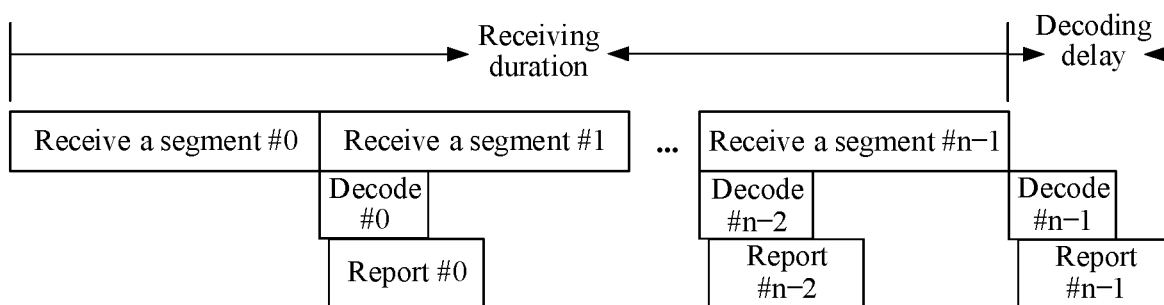 Receiving
duration
Decoding
delay
Receive a segment #0
Receive a segment #1
...
Receive a segment #n−1
Decode
#0
Decode
#n−2
Decode
#n−1
Report #0
Report
#n−2
Report
#n−1